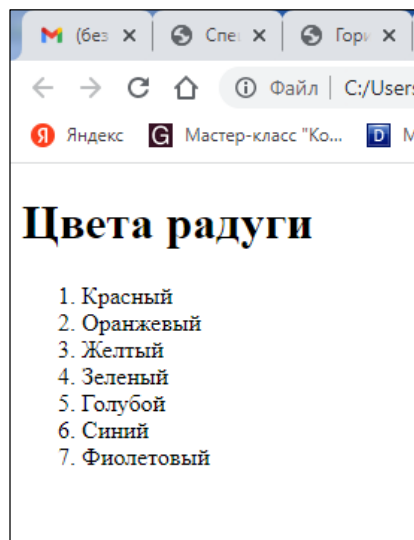 (без Спе Гори
Файл C:/Users
Яндекс G Мастер-класс "Ко... D
Цвета радуги
1. Красный
2. Оранжевый
3. Желтый
4. Зеленый
5. Голубой
6. Синий
7. Фиолетовый